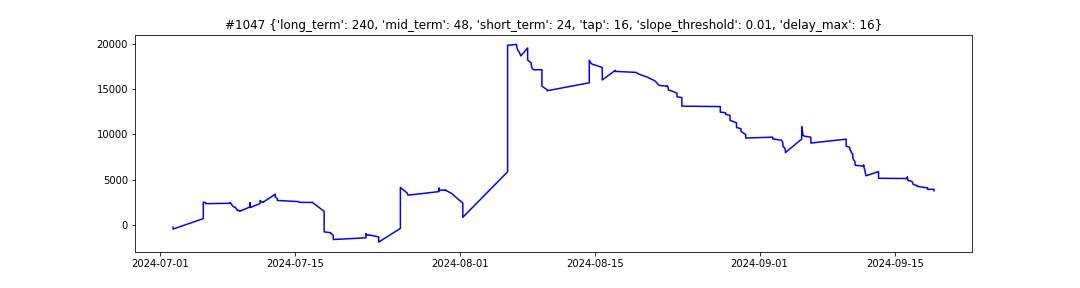 #1047 {'long_term': 240, 'mid_term': 48, 'short_term': 24, 'tap': 16, 'slope_threshold': 0.01, 'delay_max': 16}
20000
15000
10000
5000
0
2024-07-01 2024-07-15 2024-08-01 2024-08-15 2024-09-01 2024-09-15